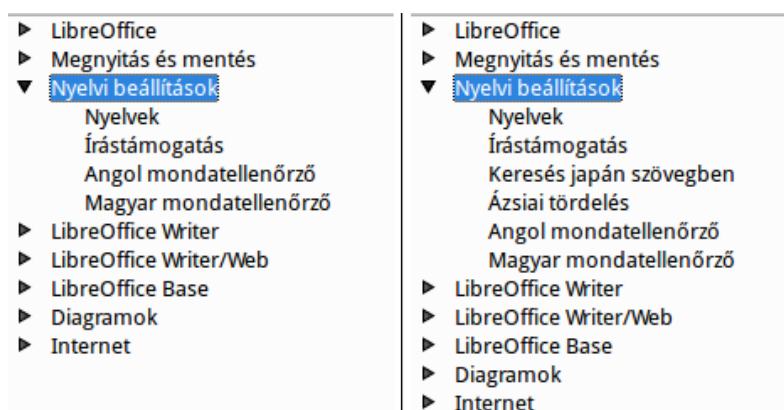 LibreOffice
Megnyitás és mentés
Nyelvi beállítások
Nyelvek
Írástámogatás
Angol mondatellenőrző
Magyar mondatellenőrző
LibreOffice Writer
LibreOffice Writer/Web
LibreOffice Base
Diagramok
Internet
LibreOffice
Megnyitás és mentés
Nyelvi beállítások
Nyelvek
Írástámogatás
Keresés japán szövegben
Ázsiai tördelés
Angol mondatellenőrző
Magyar mondatellenőrző
LibreOffice Writer
LibreOffice Writer/Web
LibreOffice Base
Diagramok
Internet